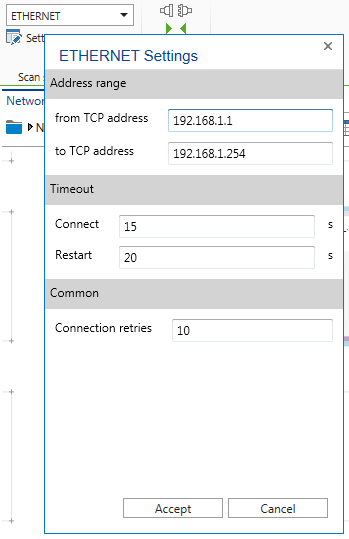 ETHERNET
Sett
Scan s
Networ
N
ETHERNET Settings
Address range
from TCP address 192.168.1.1
to TCP address 192.168.1.254
Timeout
Connect 15 s
Restart 20 s
Common
Connection retries 10
Accept Cancel